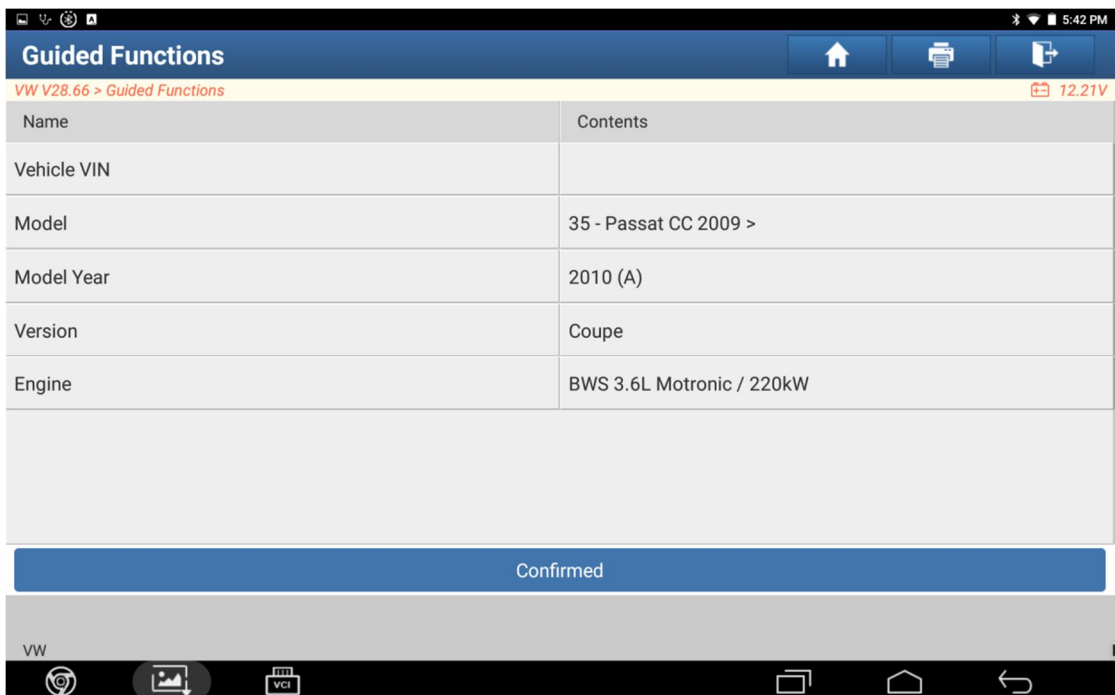 5:42 PM
Guided Functions
VW V28.66 > Guided Functions 12.21V
Name Contents
Vehicle VIN
Model 35 - Passat CC 2009 >
Model Year 2010 (A)
Version Coupe
Engine BWS 3.6L Motronic / 220kW
Confirmed
VW
VCI